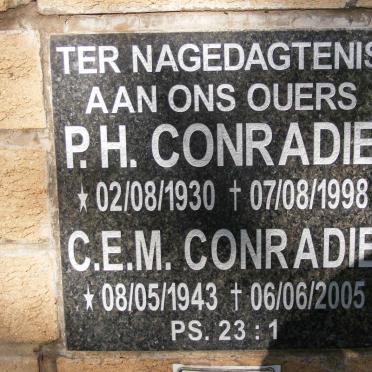 TER NAGEDAGTENIS
AAN ONS OUERS
P.H. CONRADIE
★ 02/08/1930 † 07/08/1998
C.E.M. CONRADIE
★ 08/05/1943 † 06/06/2005
PS. 23 : 1